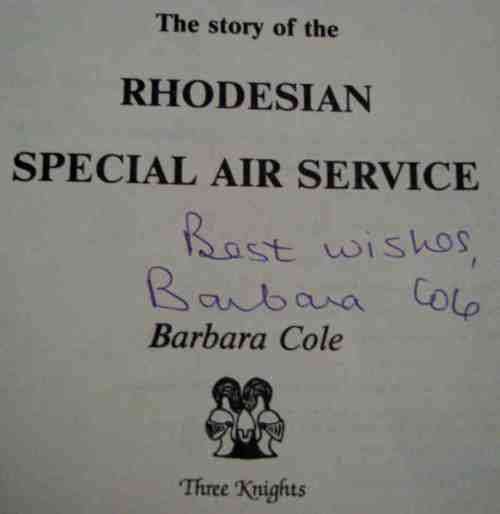 The story of the
RHODESIAN
SPECIAL AIR SERVICE
Best wishes,
Barbara Cole
Barbara Cole
Three Knights